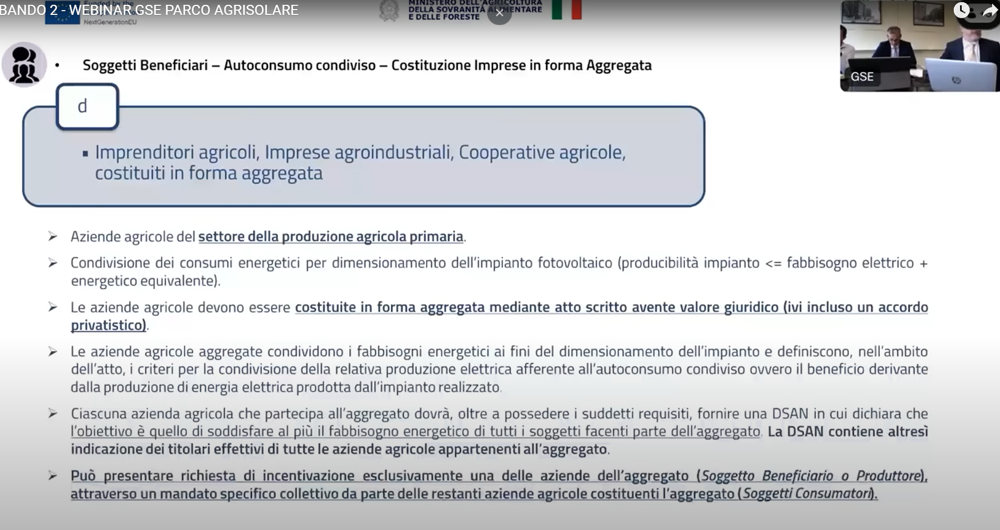 BANDO 2 - WEBINAR GSE PARCO AGRISOLARE
Funded by the
NextGenerationEU
MINISTERO DELL'AGRICOLTURA
DELLA SOVRANITÀ ALIMENTARE
E DELLE FORESTE
GSE
• Soggetti Beneficiari – Autoconsumo condiviso – Costituzione Imprese in forma Aggregata
d
▪ Imprenditori agricoli, Imprese agroindustriali, Cooperative agricole,
costituiti in forma aggregata
➢ Aziende agricole del settore della produzione agricola primaria.
➢ Condivisione dei consumi energetici per dimensionamento dell'impianto fotovoltaico (producibilità impianto <= fabbisogno elettrico +
energetico equivalente).
➢ Le aziende agricole devono essere costituite in forma aggregata mediante atto scritto avente valore giuridico (ivi incluso un accordo
privatistico).
➢ Le aziende agricole aggregate condividono i fabbisogni energetici ai fini del dimensionamento dell'impianto e definiscono, nell'ambito
dell'atto, i criteri per la condivisione della relativa produzione elettrica afferente all'autoconsumo condiviso ovvero il beneficio derivante
dalla produzione di energia elettrica prodotta dall'impianto realizzato.
➢ Ciascuna azienda agricola che partecipa all'aggregato dovrà, oltre a possedere i suddetti requisiti, fornire una DSAN in cui dichiara che
l'obiettivo è quello di soddisfare al più il fabbisogno energetico di tutti i soggetti facenti parte dell'aggregato. La DSAN contiene altresì
indicazione dei titolari effettivi di tutte le aziende agricole appartenenti all'aggregato.
➢ Può presentare richiesta di incentivazione esclusivamente una delle aziende dell'aggregato (Soggetto Beneficiario o Produttore),
attraverso un mandato specifico collettivo da parte delle restanti aziende agricole costituenti l'aggregato (Soggetti Consumatori).